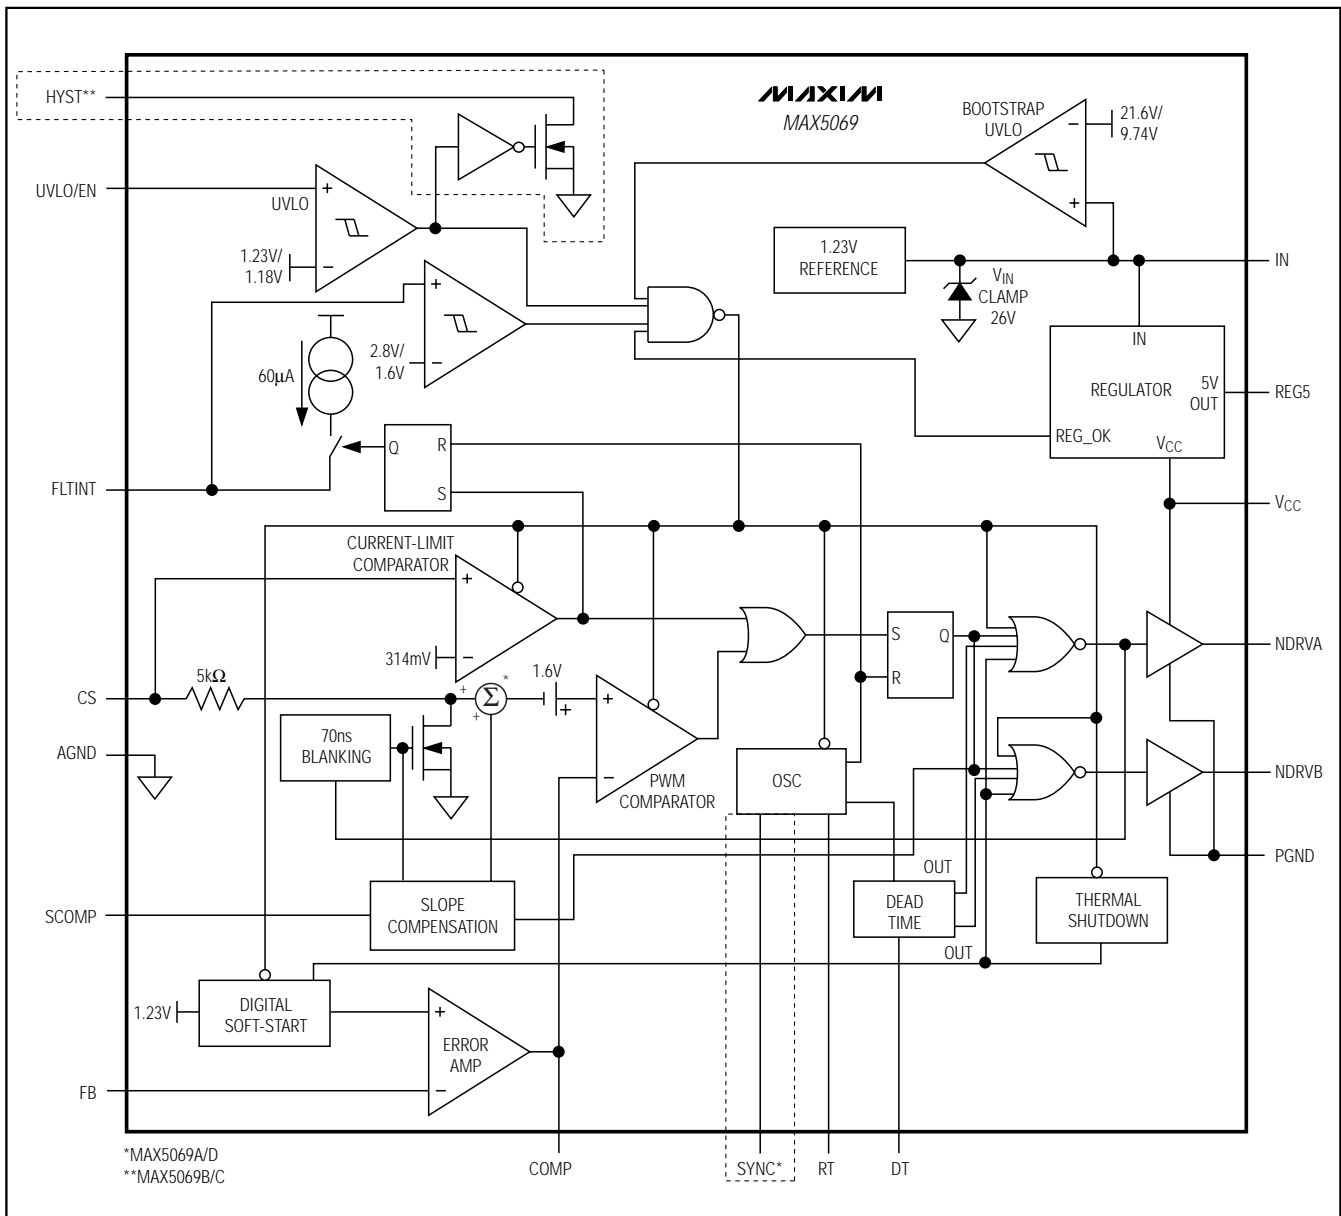 MAXIM
MAX5069
HYST**
BOOTSTRAP
UVLO
−
21.6V/
9.74V
+
UVLO/EN
+
UVLO
1.23V/
1.18V
−
1.23V
REFERENCE
IN
VIN
CLAMP
26V
+
2.8V/
1.6V
−
60µA
IN
REGULATOR
5V
OUT
REG5
REG_OK
VCC
Q
R
S
FLTINT
VCC
CURRENT-LIMIT
COMPARATOR
+
314mV
−
S
Q
R
NDRVA
CS
5kΩ
+
Σ
*
+
1.6V
+
+
−
PWM
COMPARATOR
70ns
BLANKING
AGND
OSC
NDRVB
PGND
SCOMP
SLOPE
COMPENSATION
OUT
DEAD
TIME
OUT
THERMAL
SHUTDOWN
1.23V
DIGITAL
SOFT-START
+
ERROR
AMP
−
FB
*MAX5069A/D
**MAX5069B/C
COMP
SYNC*
RT
DT